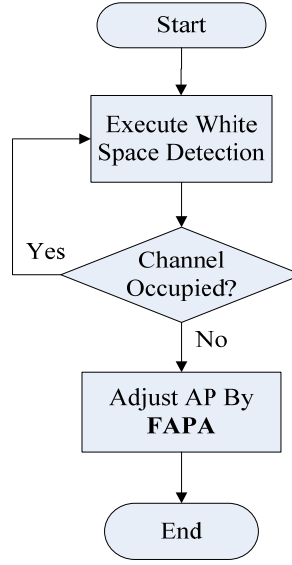 Start
Execute White
Space Detection
Yes
Channel
Occupied?
No
Adjust AP By
FAPA
End